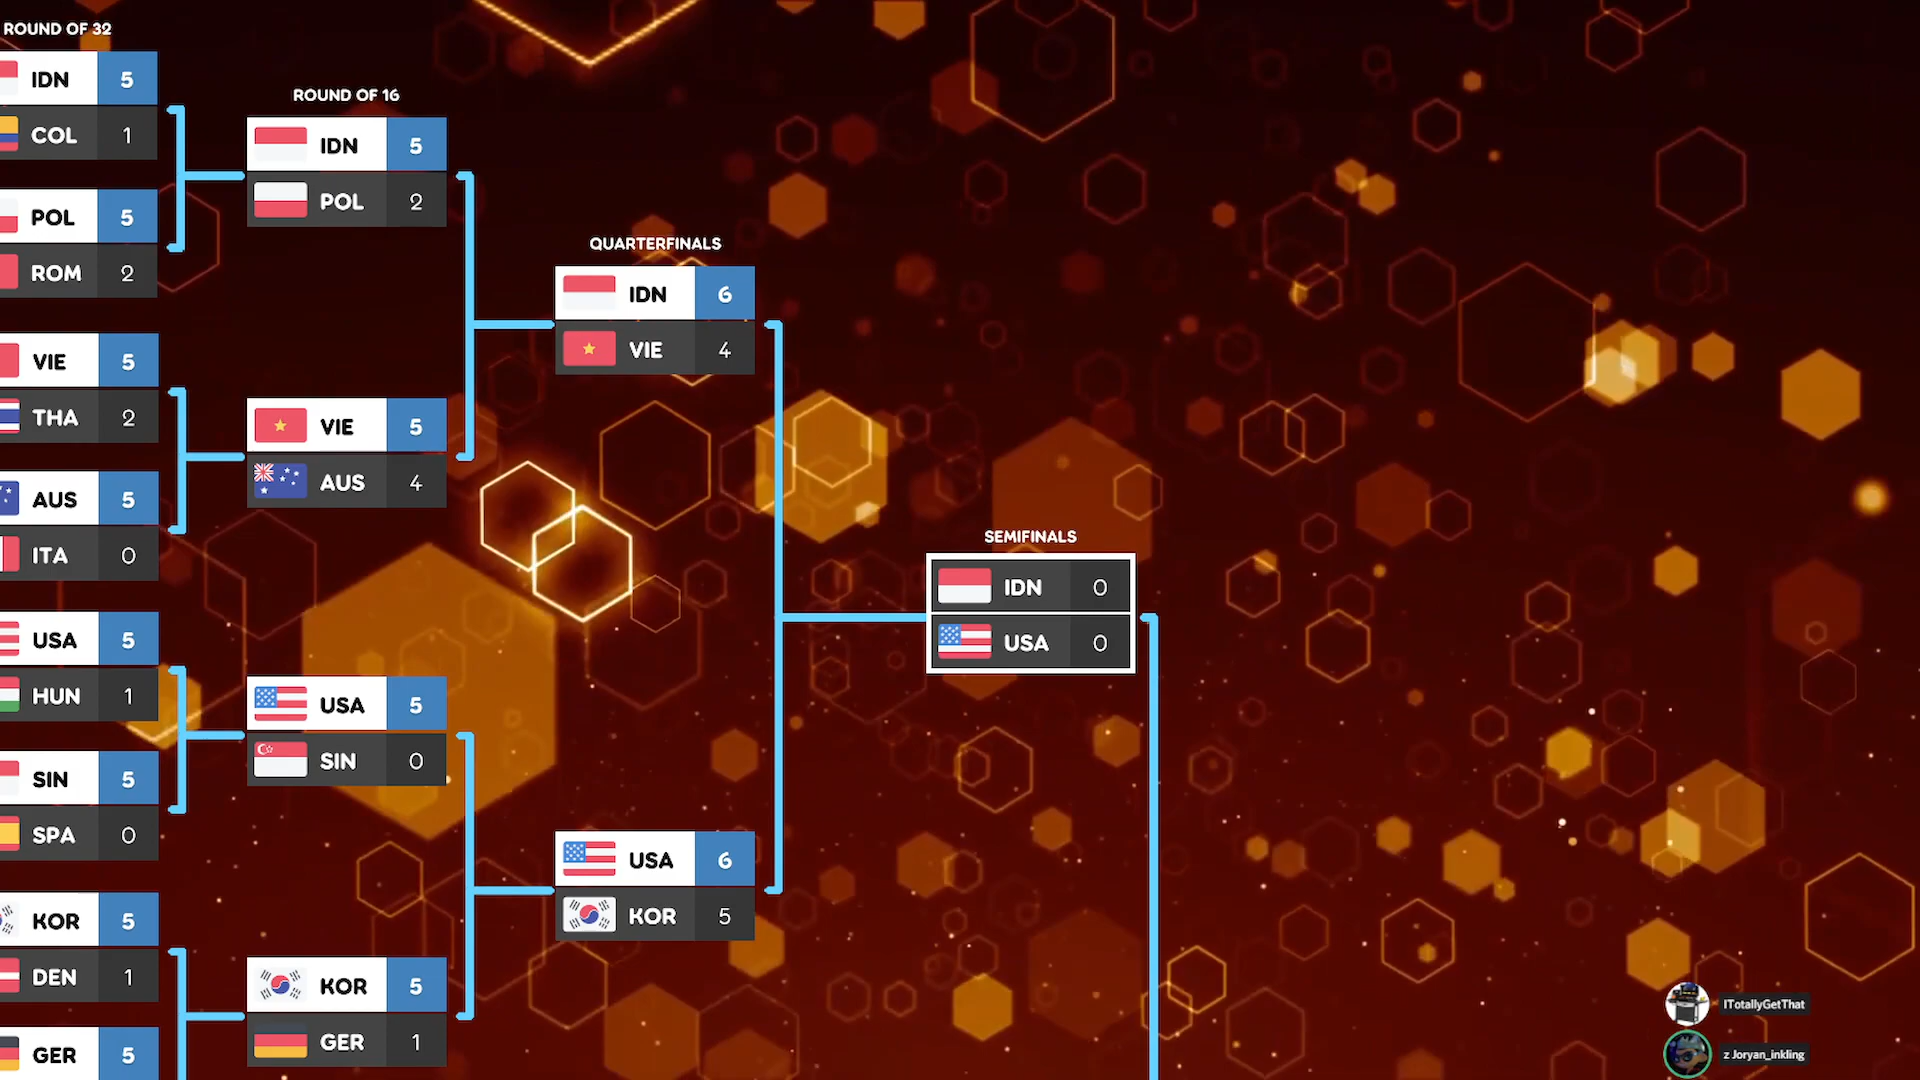 ROUND OF 32
IDN 5
COL 1
POL 5
ROM 2
VIE 5
THA 2
AUS 5
ITA 0
USA 5
HUN 1
SIN 5
SPA 0
KOR 5
DEN 1
GER 5
ROUND OF 16
IDN 5
POL 2
VIE 5
AUS 4
USA 5
SIN 0
KOR 5
GER 1
QUARTERFINALS
IDN 6
VIE 4
USA 6
KOR 5
SEMIFINALS
IDN 0
USA 0
ITotallyGetThat
z Joryan_inkling